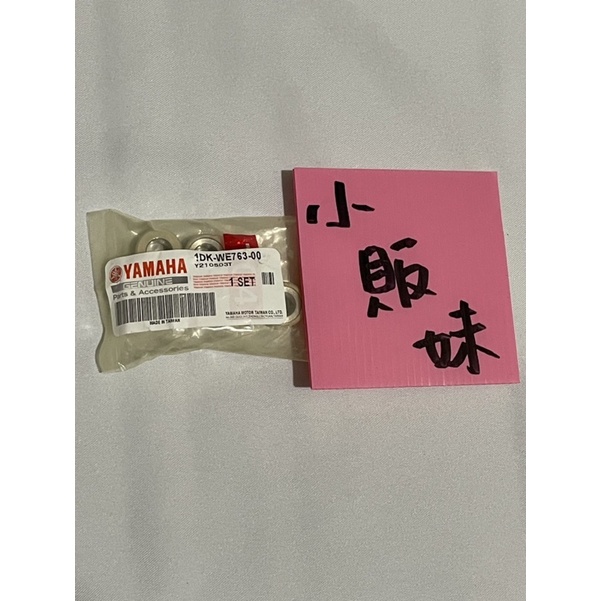 YAMAHA
GENUINE
Parts & Accessories
MADE IN TAIWAN
1DK-WE763-00
Y210503T
1 SET
YAMAHA MOTOR TAIWAN CO., LTD.
小
販
妹